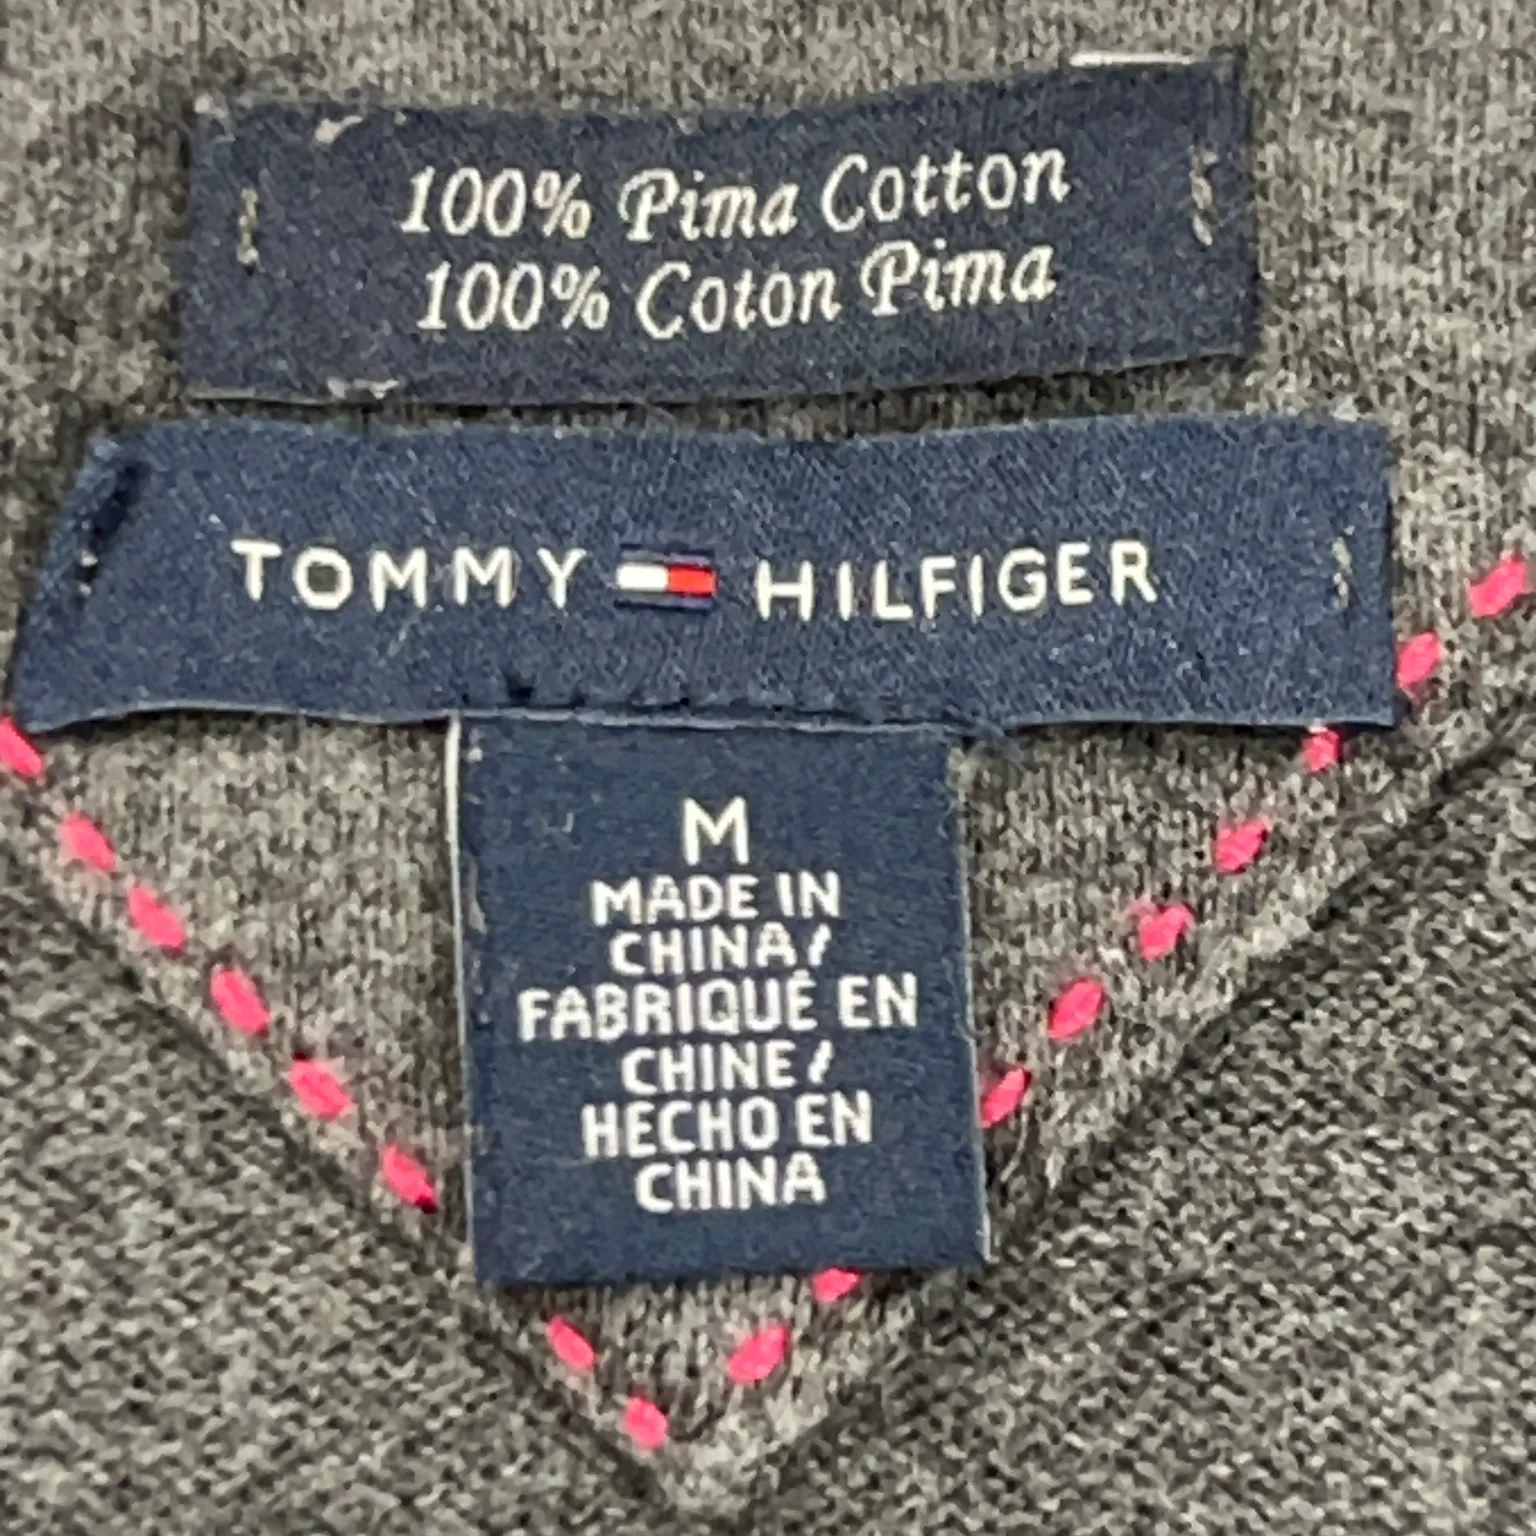 100% Pima Cotton
100% Coton Pima
TOMMY HILFIGER
M
MADE IN
CHINA/
FABRIQUÉ EN
CHINE/
HECHO EN
CHINA